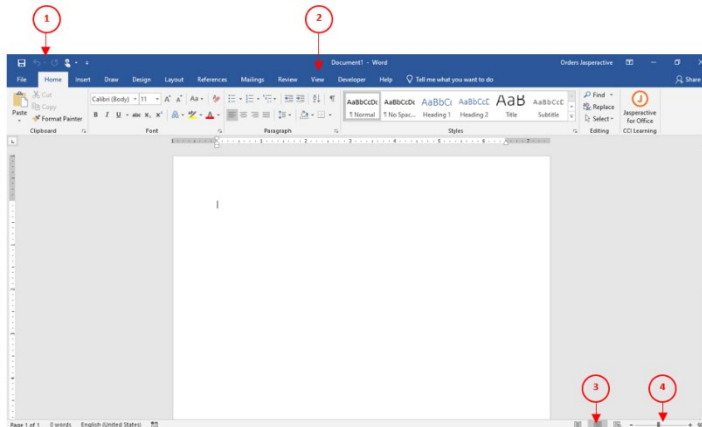 1
2
Document1 - Word
Orders Jasperactive
File Home Insert Draw Design Layout References Mailings Review View Developer Help Tell me what you want to do Share
Paste
Cut
Copy
Format Painter
Clipboard
Calibri (Body) 11
Font
Paragraph
AaBbCcDc AaBbCcDc AaBbCc AaBbCcE AaB AaBbCcE
¶ Normal ¶ No Spac... Heading 1 Heading 2 Title Subtitle
Styles
Find
Replace
Select
Editing
Jasperactive
for Office
CCI Learning
3
4
Page 1 of 1 0 words English (United States)